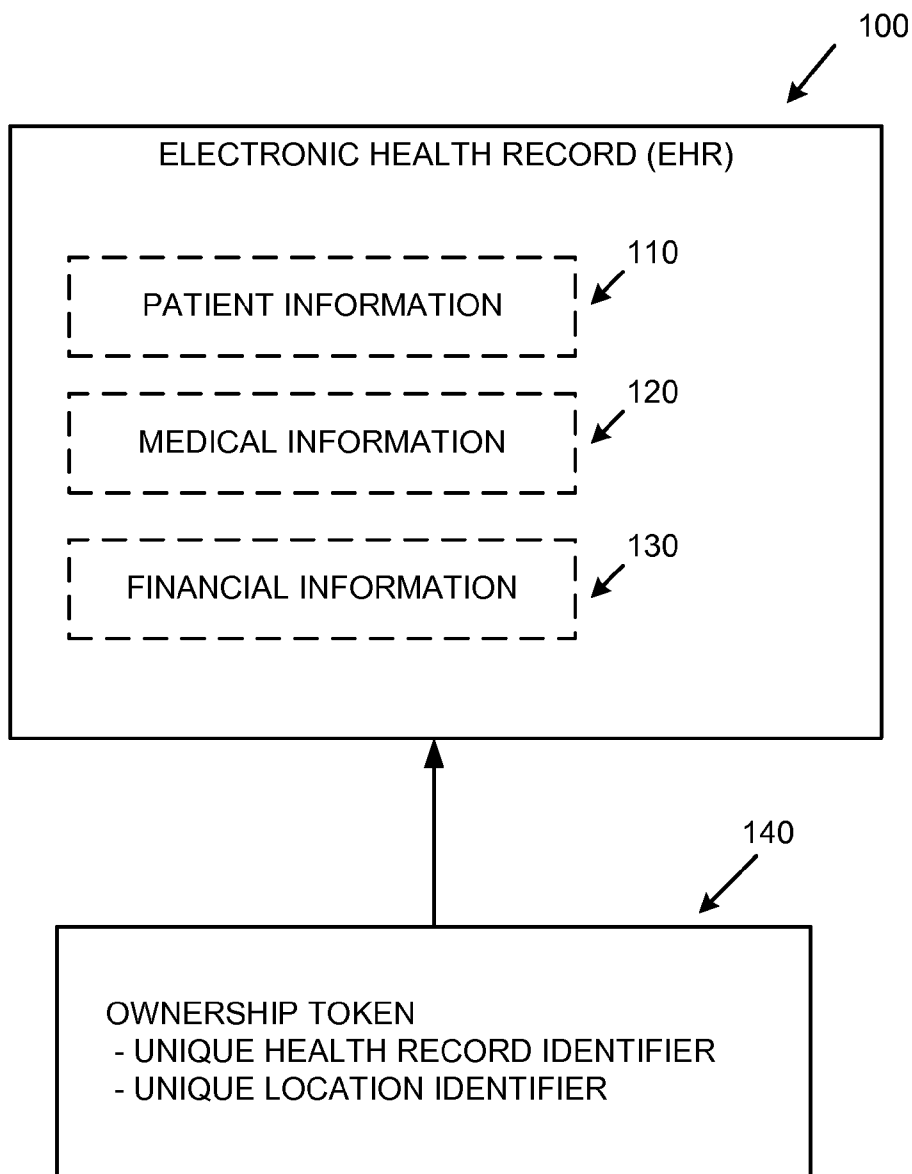 100
ELECTRONIC HEALTH RECORD (EHR)
110
PATIENT INFORMATION
120
MEDICAL INFORMATION
130
FINANCIAL INFORMATION
140
OWNERSHIP TOKEN
- UNIQUE HEALTH RECORD IDENTIFIER
- UNIQUE LOCATION IDENTIFIER